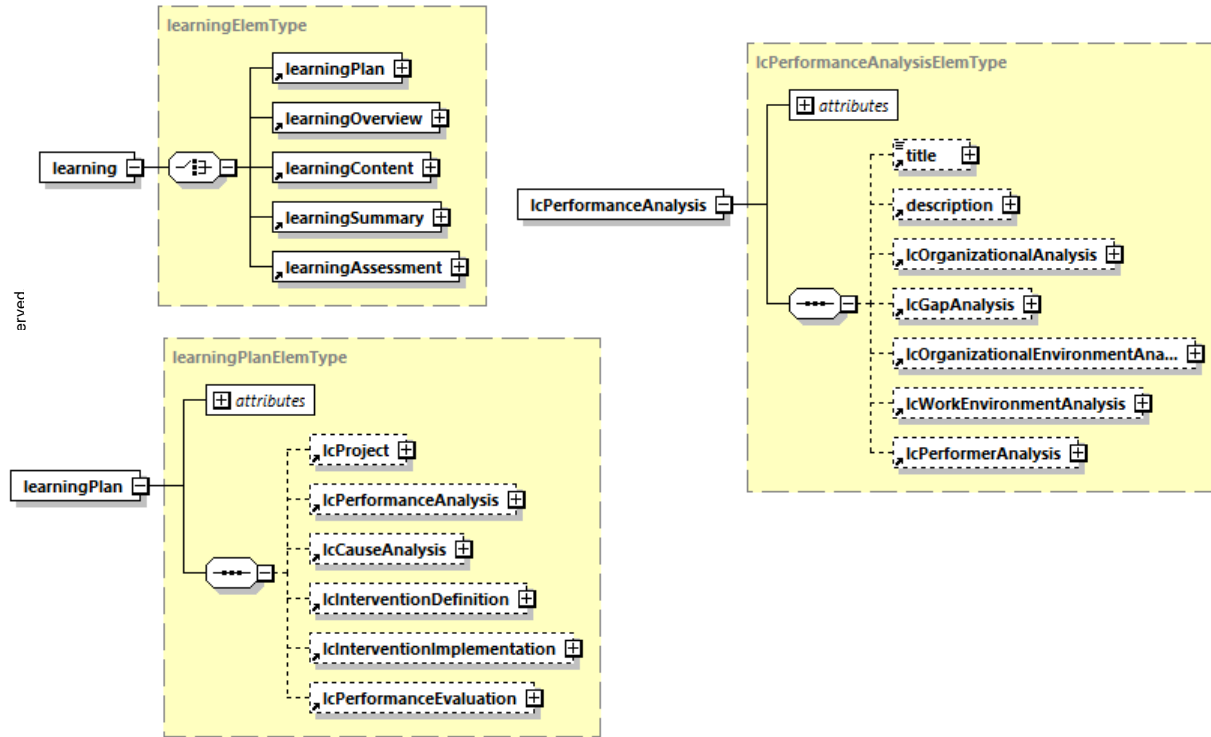 learningElemType
learning
learningPlan
learningOverview
learningContent
learningSummary
learningAssessment
lcPerformanceAnalysisElemType
lcPerformanceAnalysis
attributes
title
description
lcOrganizationalAnalysis
lcGapAnalysis
lcOrganizationalEnvironmentAna...
lcWorkEnvironmentAnalysis
lcPerformerAnalysis
erved
learningPlanElemType
learningPlan
attributes
lcProject
lcPerformanceAnalysis
lcCauseAnalysis
lcInterventionDefinition
lcInterventionImplementation
lcPerformanceEvaluation